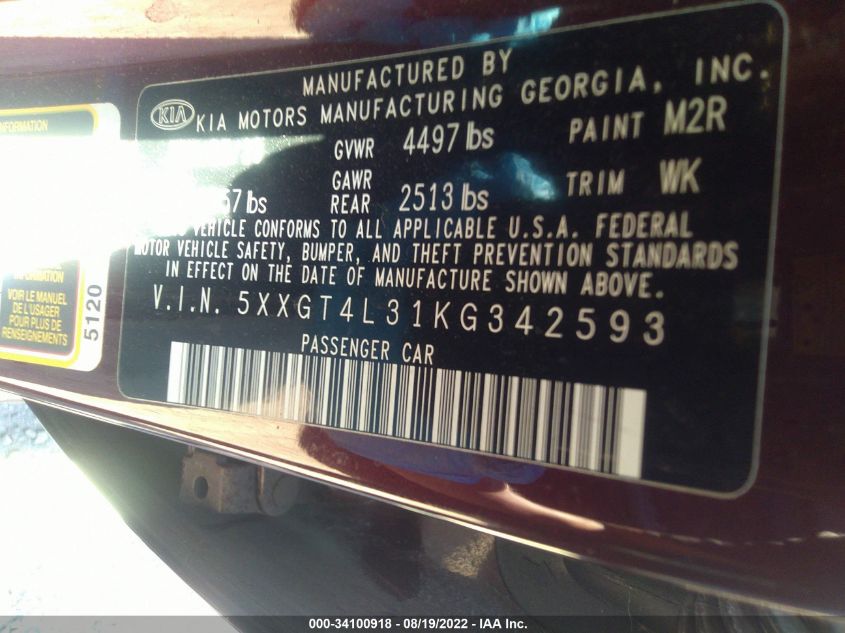 MANUFACTURED BY
KIA KIA MOTORS MANUFACTURING GEORGIA, INC.
GVWR 4497 lbs PAINT M2R
GAWR
REAR 2513 lbs TRIM WK
lbs
VEHICLE CONFORMS TO ALL APPLICABLE U.S.A. FEDERAL
MOTOR VEHICLE SAFETY, BUMPER, AND THEFT PREVENTION STANDARDS
IN EFFECT ON THE DATE OF MANUFACTURE SHOWN ABOVE.
V.I.N. 5XXGT4L31KG342593
PASSENGER CAR
INFORMATION
INFORMATION
VOIR LE MANUEL
DE L'USAGER
POUR PLUS DE
RENSEIGNEMENTS
5120
000-34100918 - 08/19/2022 - IAA Inc.